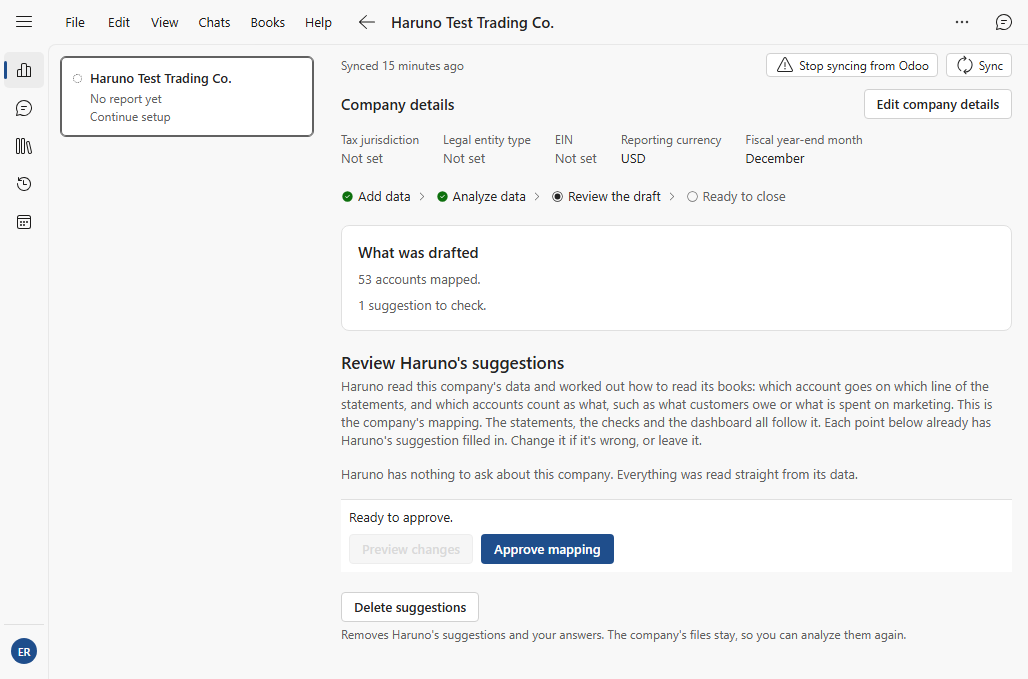 File Edit View Chats Books Help Haruno Test Trading Co.
Haruno Test Trading Co.
No report yet
Continue setup
Synced 15 minutes ago
Stop syncing from Odoo
Sync
Company details
Edit company details
Tax jurisdiction Legal entity type EIN Reporting currency Fiscal year-end month
Not set Not set Not set USD December
Add data Analyze data Review the draft Ready to close
What was drafted
53 accounts mapped.
1 suggestion to check.
Review Haruno's suggestions
Haruno read this company's data and worked out how to read its books: which account goes on which line of the
statements, and which accounts count as what, such as what customers owe or what is spent on marketing. This is
the company's mapping. The statements, the checks and the dashboard all follow it. Each point below already has
Haruno's suggestion filled in. Change it if it's wrong, or leave it.
Haruno has nothing to ask about this company. Everything was read straight from its data.
Ready to approve.
Preview changes Approve mapping
Delete suggestions
Removes Haruno's suggestions and your answers. The company's files stay, so you can analyze them again.
ER